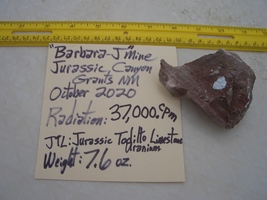 "Barbara-J" Mine
Jurassic Canyon
Grants NM
October 2020
Radiation: 37,000 cpm
JTL: Jurassic Todilto Limestone
Uranium
Weight: 7.6 oz.